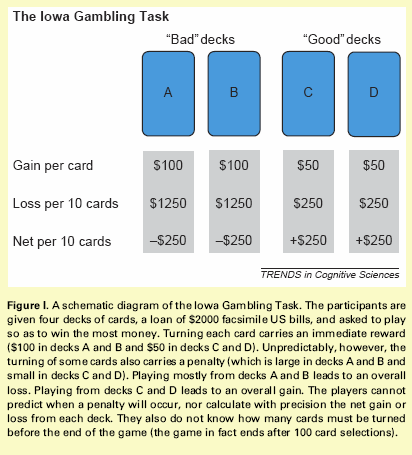 The Iowa Gambling Task
"Bad" decks "Good" decks
A B C D
Gain per card $100 $100 $50 $50
Loss per 10 cards $1250 $1250 $250 $250
Net per 10 cards –$250 –$250 +$250 +$250
TRENDS in Cognitive Sciences
Figure I. A schematic diagram of the Iowa Gambling Task. The participants are
given four decks of cards, a loan of $2000 facsimile US bills, and asked to play
so as to win the most money. Turning each card carries an immediate reward
($100 in decks A and B and $50 in decks C and D). Unpredictably, however, the
turning of some cards also carries a penalty (which is large in decks A and B and
small in decks C and D). Playing mostly from decks A and B leads to an overall
loss. Playing from decks C and D leads to an overall gain. The players cannot
predict when a penalty will occur, nor calculate with precision the net gain or
loss from each deck. They also do not know how many cards must be turned
before the end of the game (the game in fact ends after 100 card selections).